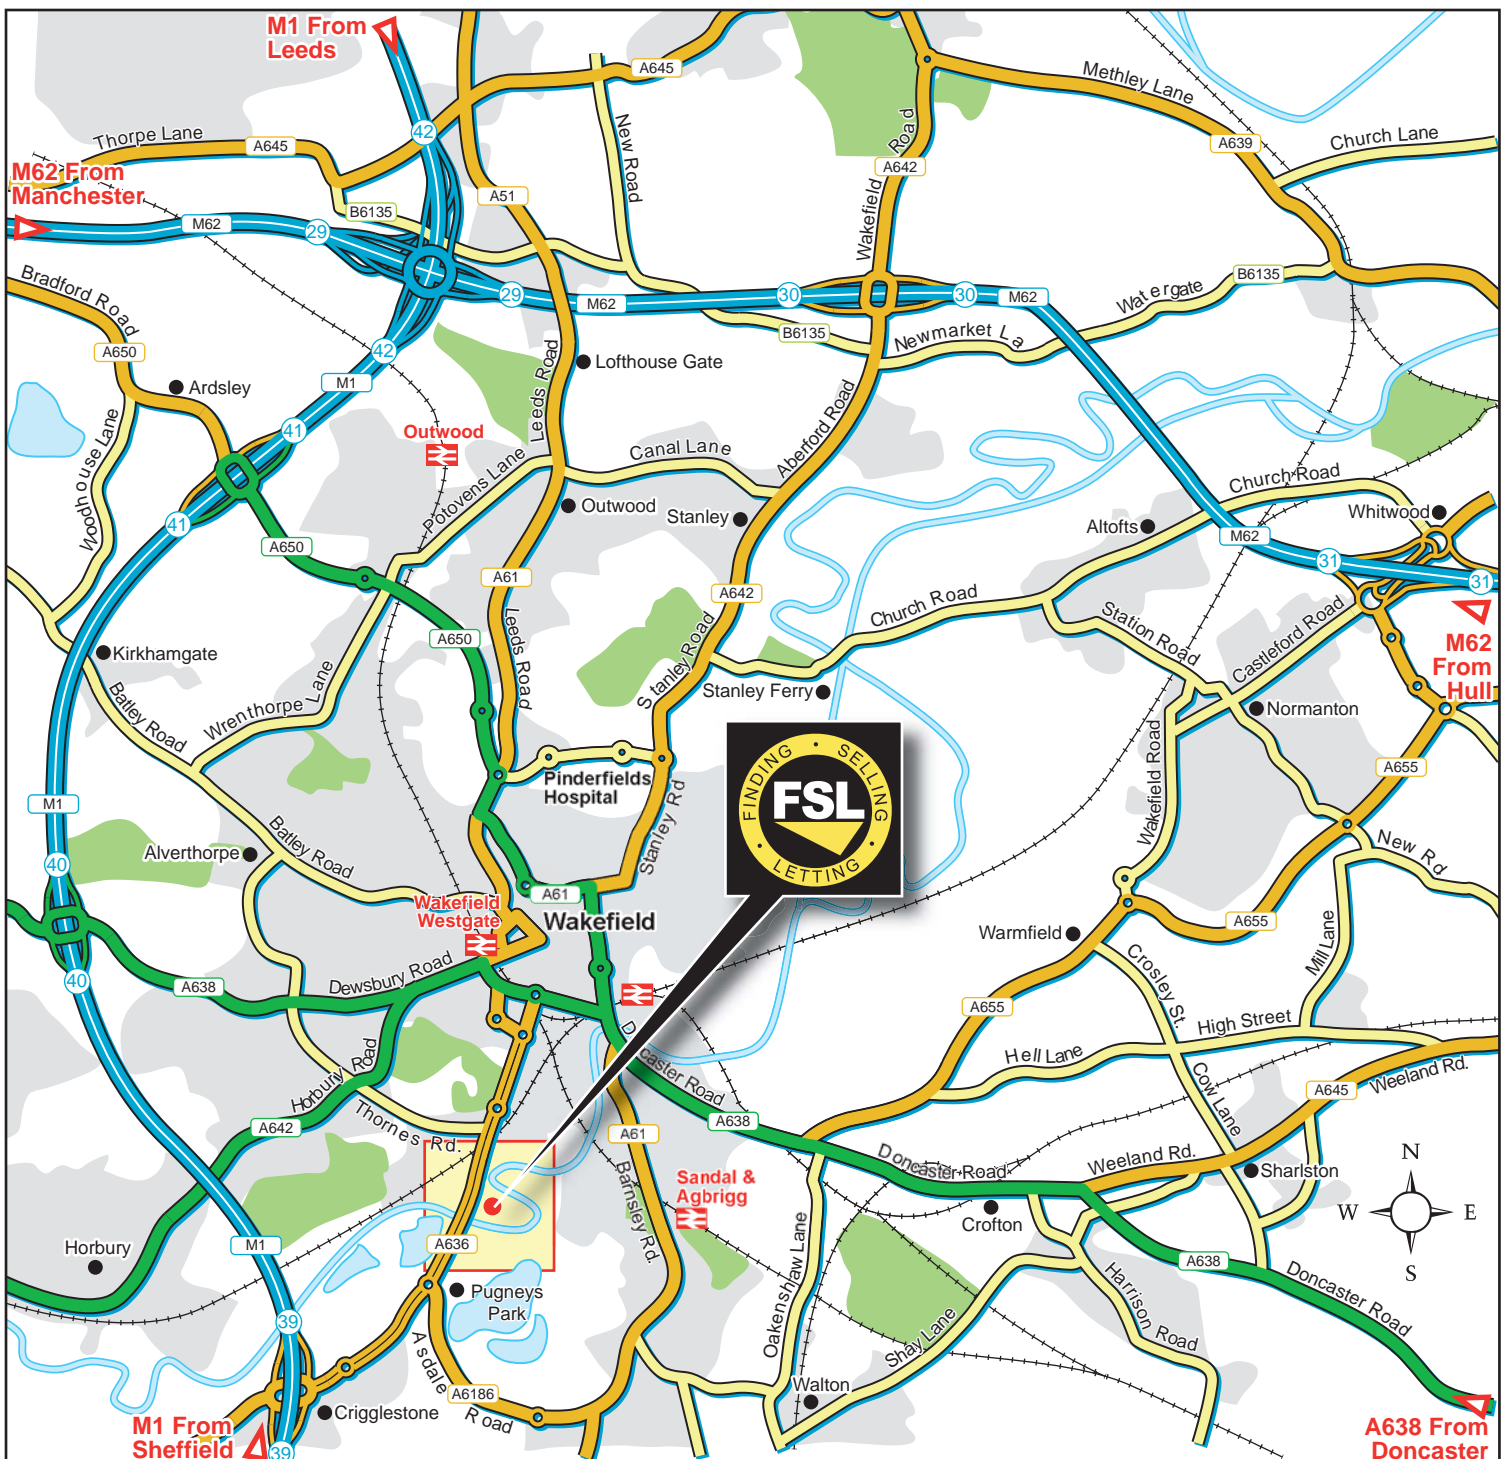 M1 From
Leeds
A645
Methley Lane
New Road
Wakefield Road
42
Thorpe Lane
A645
A639
Church Lane
M62 From
Manchester
A642
A51
B6135
M62
29
Bradford Road
29
M62
30
30
M62
B6135
Watergate
B6135
Newmarket La
A650
42
M1
Leeds Road
Lofthouse Gate
Ardsley
Woodhouse Lane
41
Outwood
Potovens Lane
Canal Lane
Aberford Road
Church Road
Outwood
Stanley
Altofts
Whitwood
41
A650
M62
31
31
A61
A642
M62
From
Hull
Leeds Road
A650
Stanley Road
Church Road
Station Road
Castleford Road
Kirkhamgate
Batley Road
Wrenthorpe Lane
Stanley Ferry
Normanton
Wakefield Road
A655
Pinderfields
Hospital
Stanley Rd
FINDING • SELLING • LETTING •
FSL
M1
40
Alverthorpe
Batley Road
New Rd
A61
Wakefield
Westgate
Wakefield
Warmfield
A655
Mill Lane
Crosley St.
40
A638
Dewsbury Road
A655
High Street
Hell Lane
Doncaster Road
Horbury Road
Cow Lane
A645
Weeland Rd.
A642
Thornes Rd.
A638
A61
Doncaster Road
Weeland Rd.
Sharlston
Barnsley Rd.
Sandal &
Agbrigg
Crofton
N
W
E
S
Horbury
M1
A636
Oakenshaw Lane
A638
Pugneys
Park
Harrison Road
Doncaster Road
39
Asdale Road
Shay Lane
A6186
Walton
Crigglestone
M1 From
Sheffield
39
A638 From
Doncaster